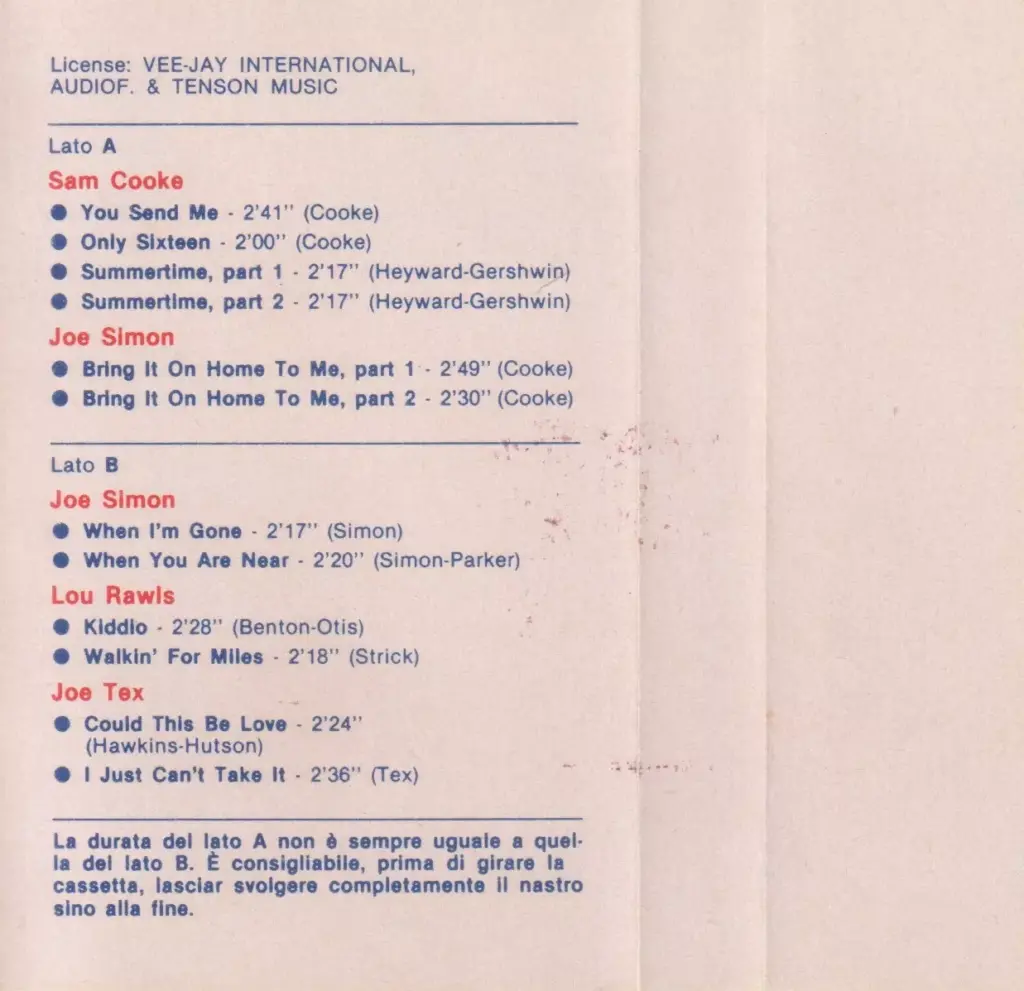 License: VEE-JAY INTERNATIONAL,
AUDIOF. & TENSON MUSIC
Lato A
Sam Cooke
● You Send Me - 2'41" (Cooke)
● Only Sixteen - 2'00" (Cooke)
● Summertime, part 1 - 2'17" (Heyward-Gershwin)
● Summertime, part 2 - 2'17" (Heyward-Gershwin)
Joe Simon
● Bring It On Home To Me, part 1 - 2'49" (Cooke)
● Bring It On Home To Me, part 2 - 2'30" (Cooke)
Lato B
Joe Simon
● When I'm Gone - 2'17" (Simon)
● When You Are Near - 2'20" (Simon-Parker)
Lou Rawls
● Kiddio - 2'28" (Benton-Otis)
● Walkin' For Miles - 2'18" (Strick)
Joe Tex
● Could This Be Love - 2'24"
(Hawkins-Hutson)
● I Just Can't Take It - 2'36" (Tex)
La durata del lato A non è sempre uguale a quel-
la del lato B. È consigliabile, prima di girare la
cassetta, lasciar svolgere completamente il nastro
sino alla fine.